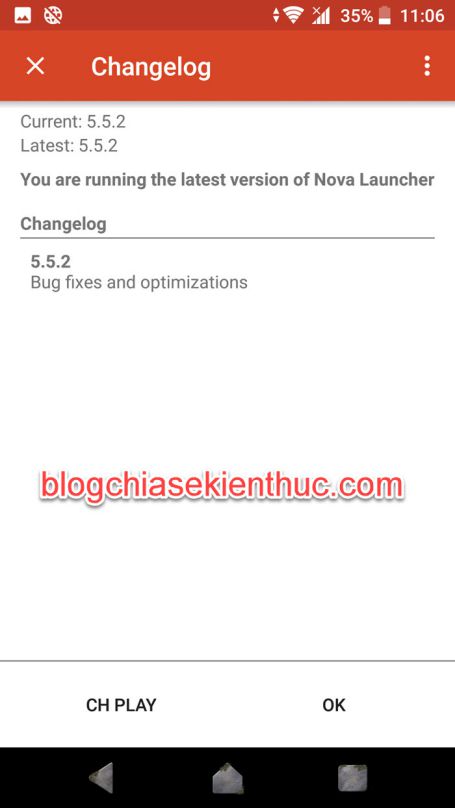 35% 11:06
Changelog
Current: 5.5.2
Latest: 5.5.2
You are running the latest version of Nova Launcher
Changelog
5.5.2
Bug fixes and optimizations
blogchiasekienthuc.com
CH PLAY OK